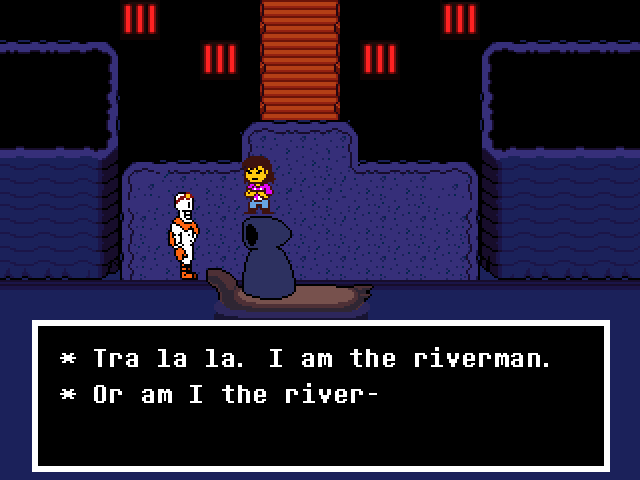 * Tra la la. I am the riverman.
* Or am I the river-